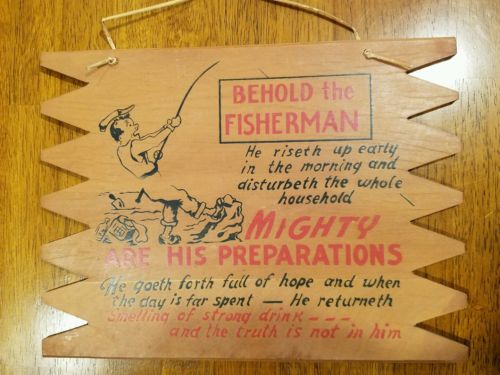 BEHOLD the
FISHERMAN
He riseth up early
in the morning and
disturbeth the whole
household
MIGHTY
ARE HIS PREPARATIONS
He goeth forth full of hope and when
the day is far spent — He returneth
Smelling of strong drink - - -
and the truth is not in him